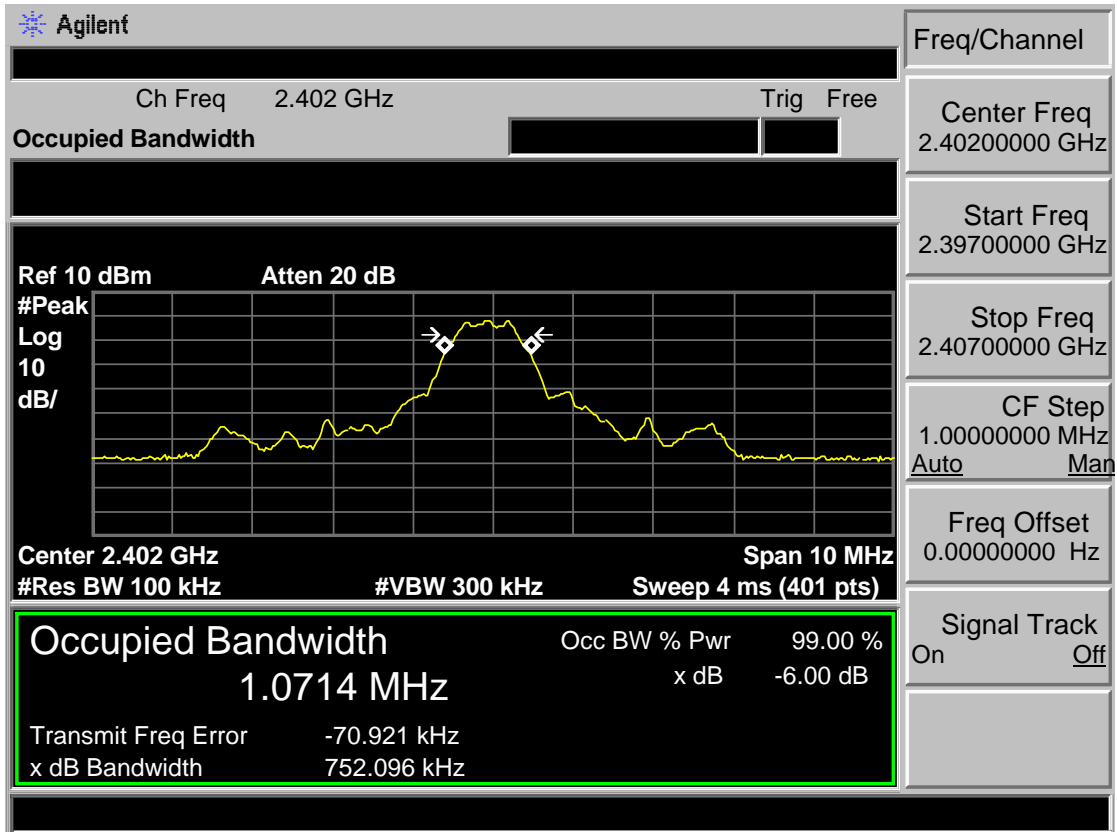 Agilent
Freq/Channel
Ch Freq 2.402 GHz Trig Free
Occupied Bandwidth
Center Freq
2.40200000 GHz
Start Freq
2.39700000 GHz
Stop Freq
2.40700000 GHz
CF Step
1.00000000 MHz
Auto Man
Freq Offset
0.00000000 Hz
Signal Track
On Off
Ref 10 dBm Atten 20 dB
#Peak
Log
10
dB/
Center 2.402 GHz Span 10 MHz
#Res BW 100 kHz #VBW 300 kHz Sweep 4 ms (401 pts)
Occupied Bandwidth
1.0714 MHz
Occ BW % Pwr 99.00 %
x dB -6.00 dB
Transmit Freq Error -70.921 kHz
x dB Bandwidth 752.096 kHz